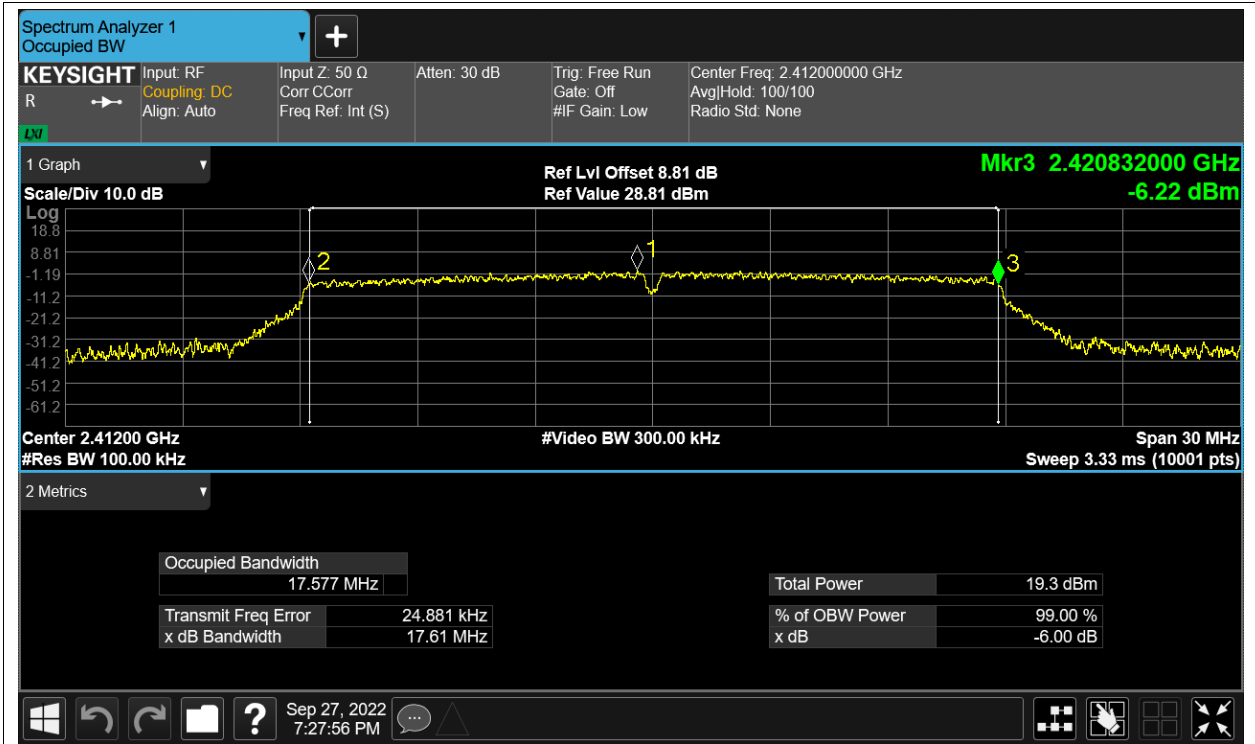 Spectrum Analyzer 1
Occupied BW
KEYSIGHT
R
LXI
Input: RF
Coupling: DC
Align: Auto
Input Z: 50 Ω
Corr CCorr
Freq Ref: Int (S)
Atten: 30 dB
Trig: Free Run
Gate: Off
#IF Gain: Low
Center Freq: 2.412000000 GHz
Avg|Hold: 100/100
Radio Std: None
1 Graph
Scale/Div 10.0 dB
Ref Lvl Offset 8.81 dB
Ref Value 28.81 dBm
Mkr3 2.420832000 GHz
-6.22 dBm
Log
18.8
8.81
-1.19
-11.2
-21.2
-31.2
-41.2
-51.2
-61.2
2
1
3
Center 2.41200 GHz
#Res BW 100.00 kHz
#Video BW 300.00 kHz
Span 30 MHz
Sweep 3.33 ms (10001 pts)
2 Metrics
Occupied Bandwidth
17.577 MHz
Transmit Freq Error 24.881 kHz
x dB Bandwidth 17.61 MHz
Total Power 19.3 dBm
% of OBW Power 99.00 %
x dB -6.00 dB
?
Sep 27, 2022
7:27:56 PM